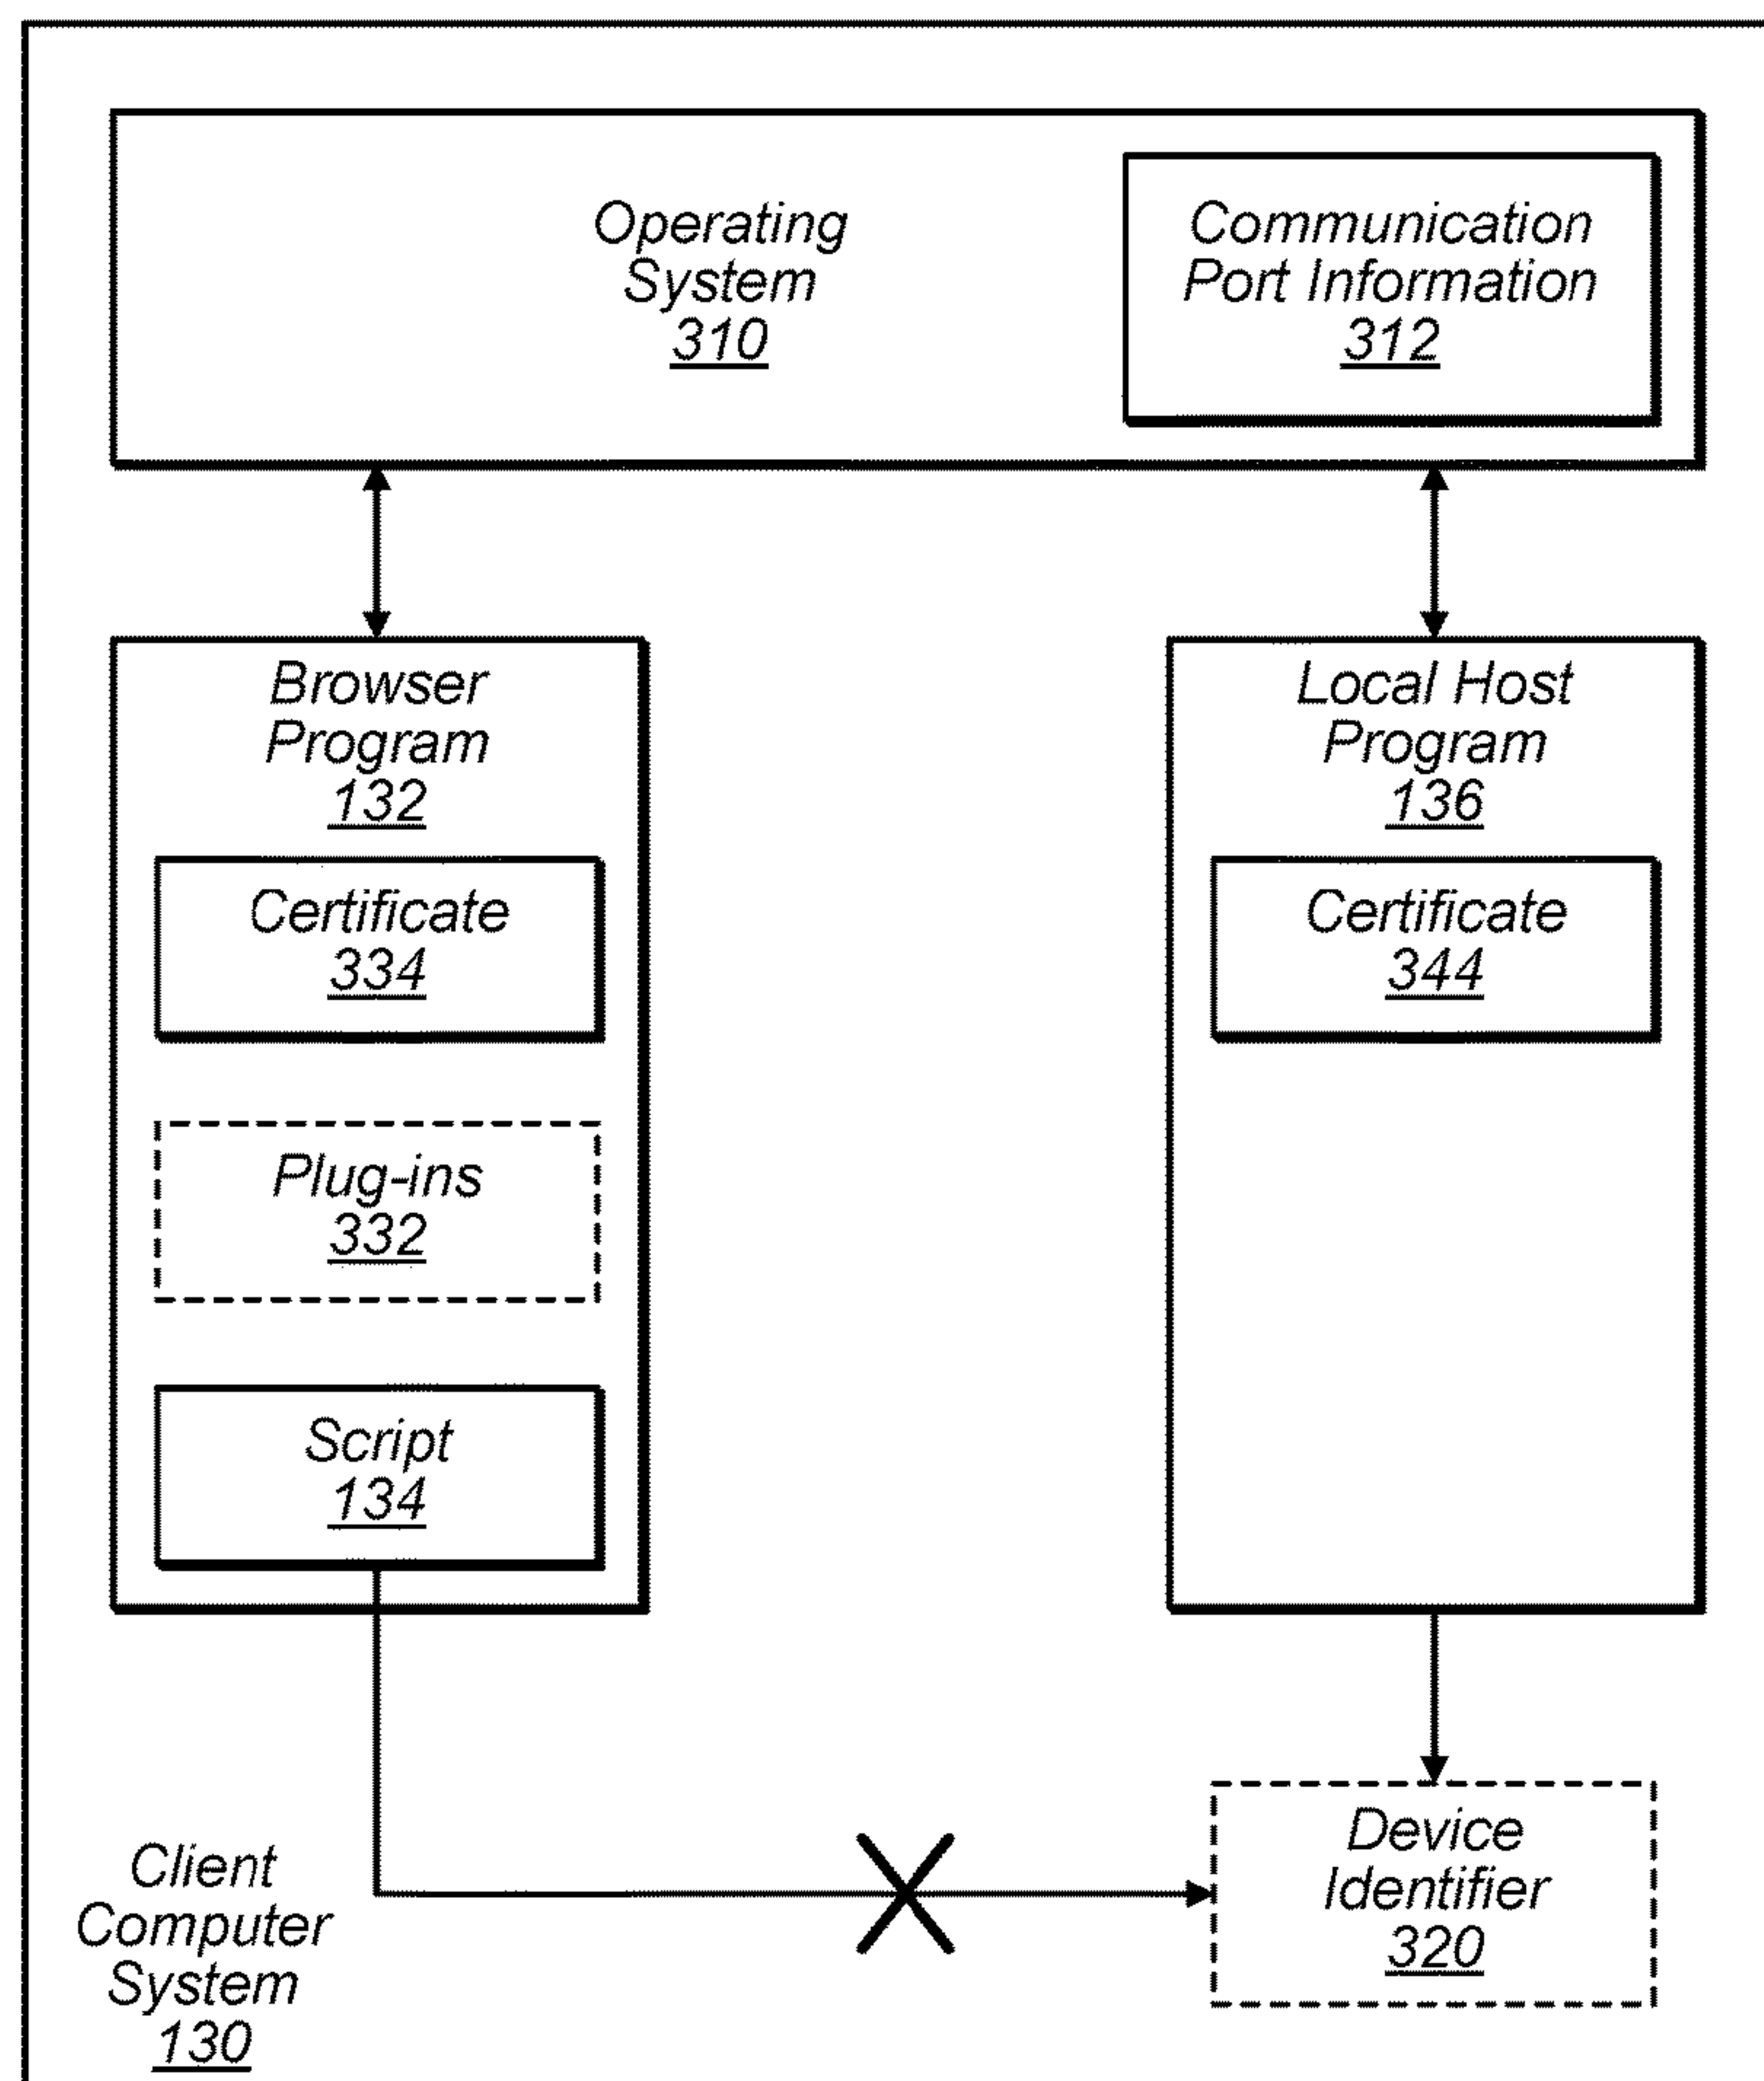 Operating
System
310
Communication
Port Information
312
Browser
Program
132
Certificate
334
Plug-ins
332
Script
134
Local Host
Program
136
Certificate
344
Device
Identifier
320
Client
Computer
System
130